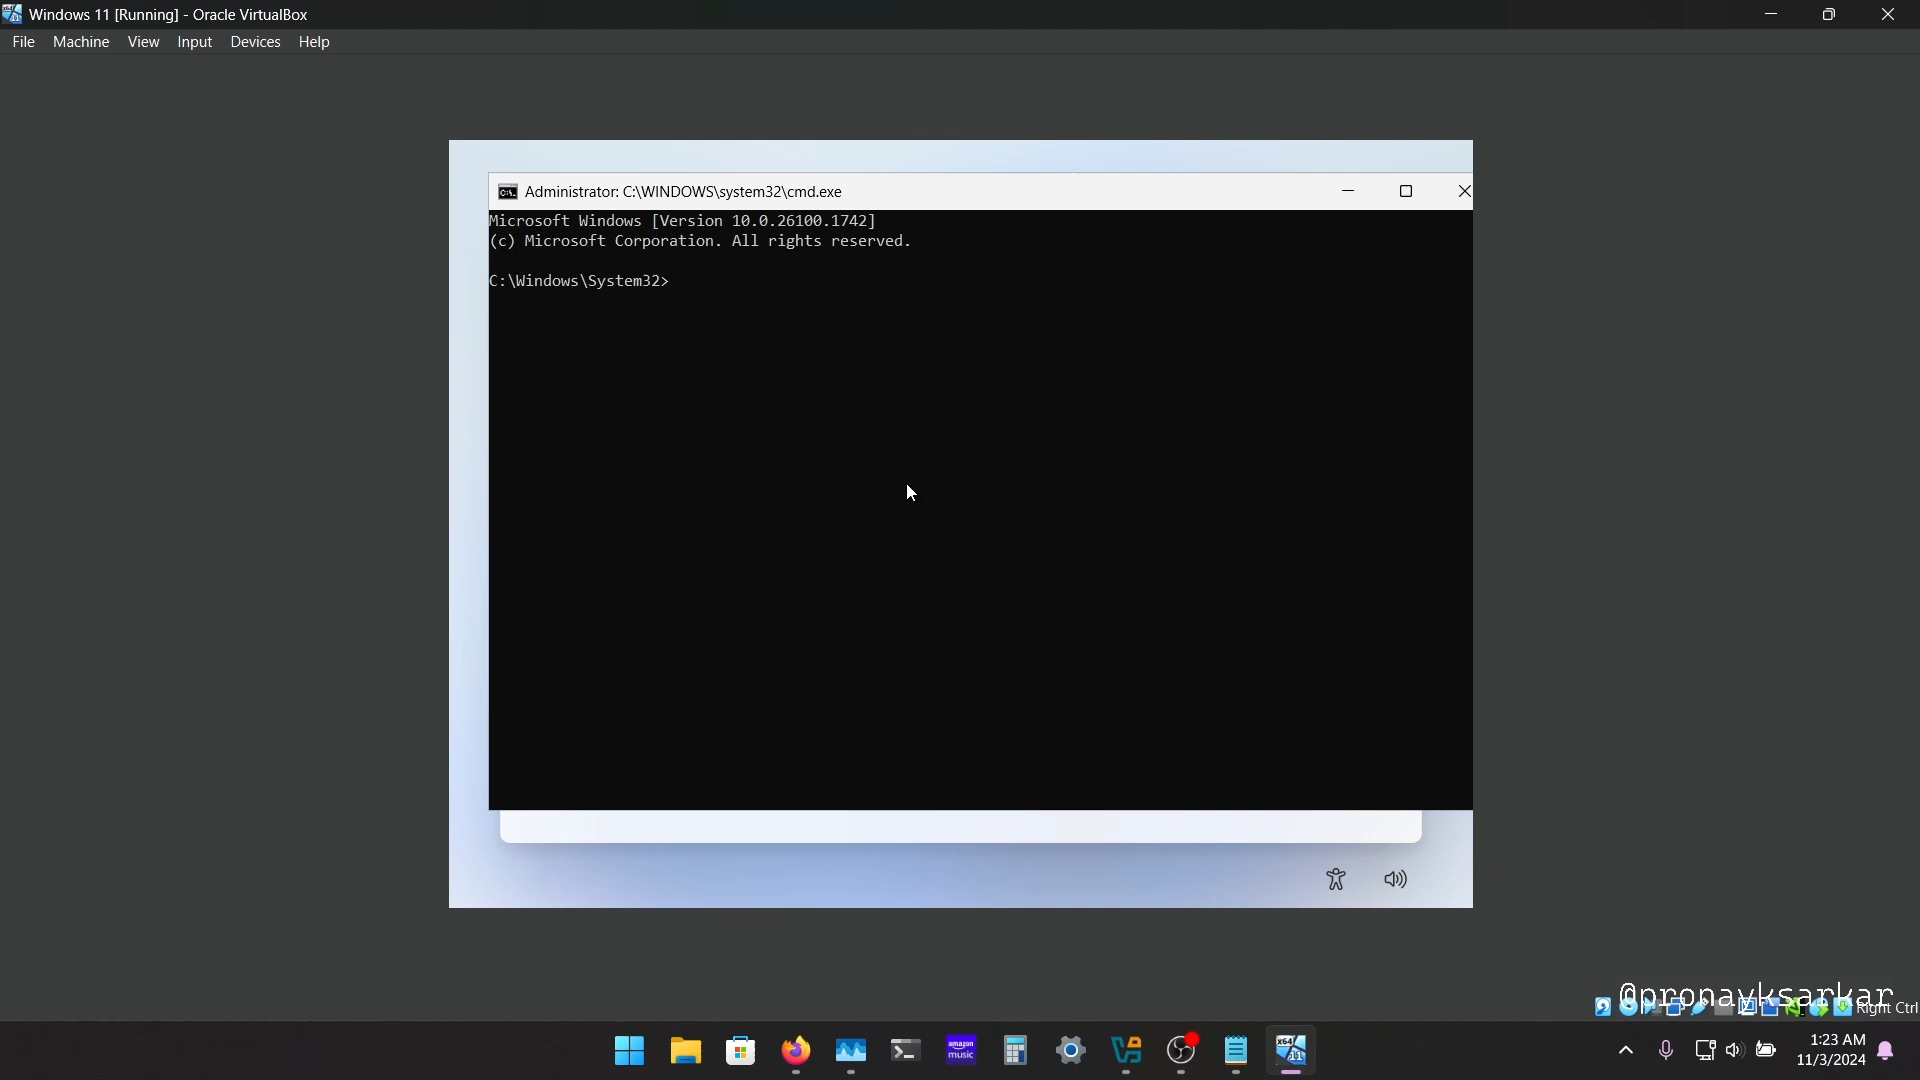 Windows 11 [Running] - Oracle VirtualBox
File Machine View Input Devices Help
Administrator: C:\WINDOWS\system32\cmd.exe
Microsoft Windows [Version 10.0.26100.1742]
(c) Microsoft Corporation. All rights reserved.
C:\Windows\System32>
@pronayksarkar
Right Ctrl
amazon
music
x64
11
1:23 AM
11/3/2024